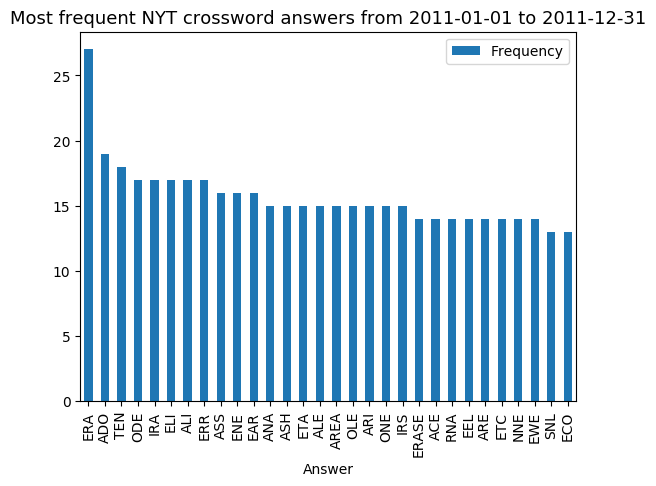 Most frequent NYT crossword answers from 2011-01-01 to 2011-12-31
Frequency
25
20
15
10
5
0
ERA
ADO
TEN
ODE
IRA
ELI
ALI
ERR
ASS
ENE
EAR
ANA
ASH
ETA
ALE
AREA
OLE
ARI
ONE
IRS
ERASE
ACE
RNA
EEL
ARE
ETC
NNE
EWE
SNL
ECO
Answer